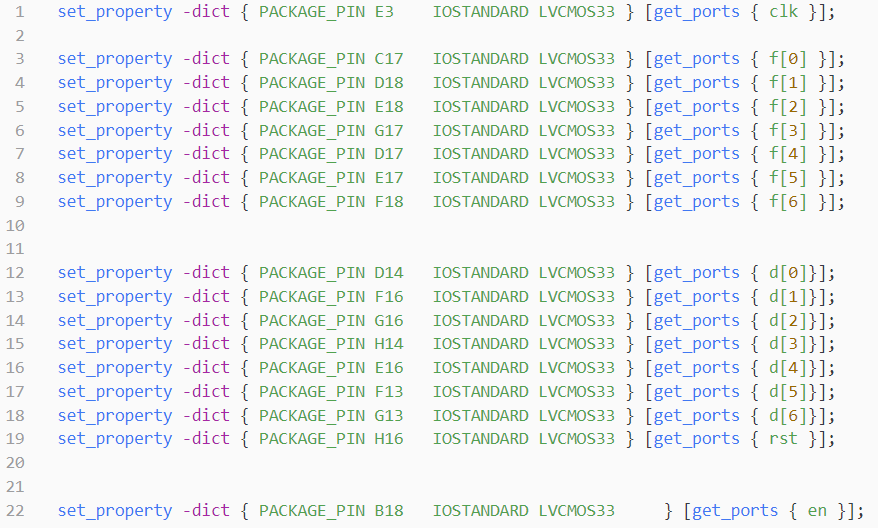 1 set_property -dict { PACKAGE_PIN E3    IOSTANDARD LVCMOS33 } [get_ports { clk }];
2
3 set_property -dict { PACKAGE_PIN C17   IOSTANDARD LVCMOS33 } [get_ports { f[0] }];
4 set_property -dict { PACKAGE_PIN D18   IOSTANDARD LVCMOS33 } [get_ports { f[1] }];
5 set_property -dict { PACKAGE_PIN E18   IOSTANDARD LVCMOS33 } [get_ports { f[2] }];
6 set_property -dict { PACKAGE_PIN G17   IOSTANDARD LVCMOS33 } [get_ports { f[3] }];
7 set_property -dict { PACKAGE_PIN D17   IOSTANDARD LVCMOS33 } [get_ports { f[4] }];
8 set_property -dict { PACKAGE_PIN E17   IOSTANDARD LVCMOS33 } [get_ports { f[5] }];
9 set_property -dict { PACKAGE_PIN F18   IOSTANDARD LVCMOS33 } [get_ports { f[6] }];
10
11
12 set_property -dict { PACKAGE_PIN D14   IOSTANDARD LVCMOS33 } [get_ports { d[0]}];
13 set_property -dict { PACKAGE_PIN F16   IOSTANDARD LVCMOS33 } [get_ports { d[1]}];
14 set_property -dict { PACKAGE_PIN G16   IOSTANDARD LVCMOS33 } [get_ports { d[2]}];
15 set_property -dict { PACKAGE_PIN H14   IOSTANDARD LVCMOS33 } [get_ports { d[3]}];
16 set_property -dict { PACKAGE_PIN E16   IOSTANDARD LVCMOS33 } [get_ports { d[4]}];
17 set_property -dict { PACKAGE_PIN F13   IOSTANDARD LVCMOS33 } [get_ports { d[5]}];
18 set_property -dict { PACKAGE_PIN G13   IOSTANDARD LVCMOS33 } [get_ports { d[6]}];
19 set_property -dict { PACKAGE_PIN H16   IOSTANDARD LVCMOS33 } [get_ports { rst }];
20
21
22 set_property -dict { PACKAGE_PIN B18   IOSTANDARD LVCMOS33     } [get_ports { en }];